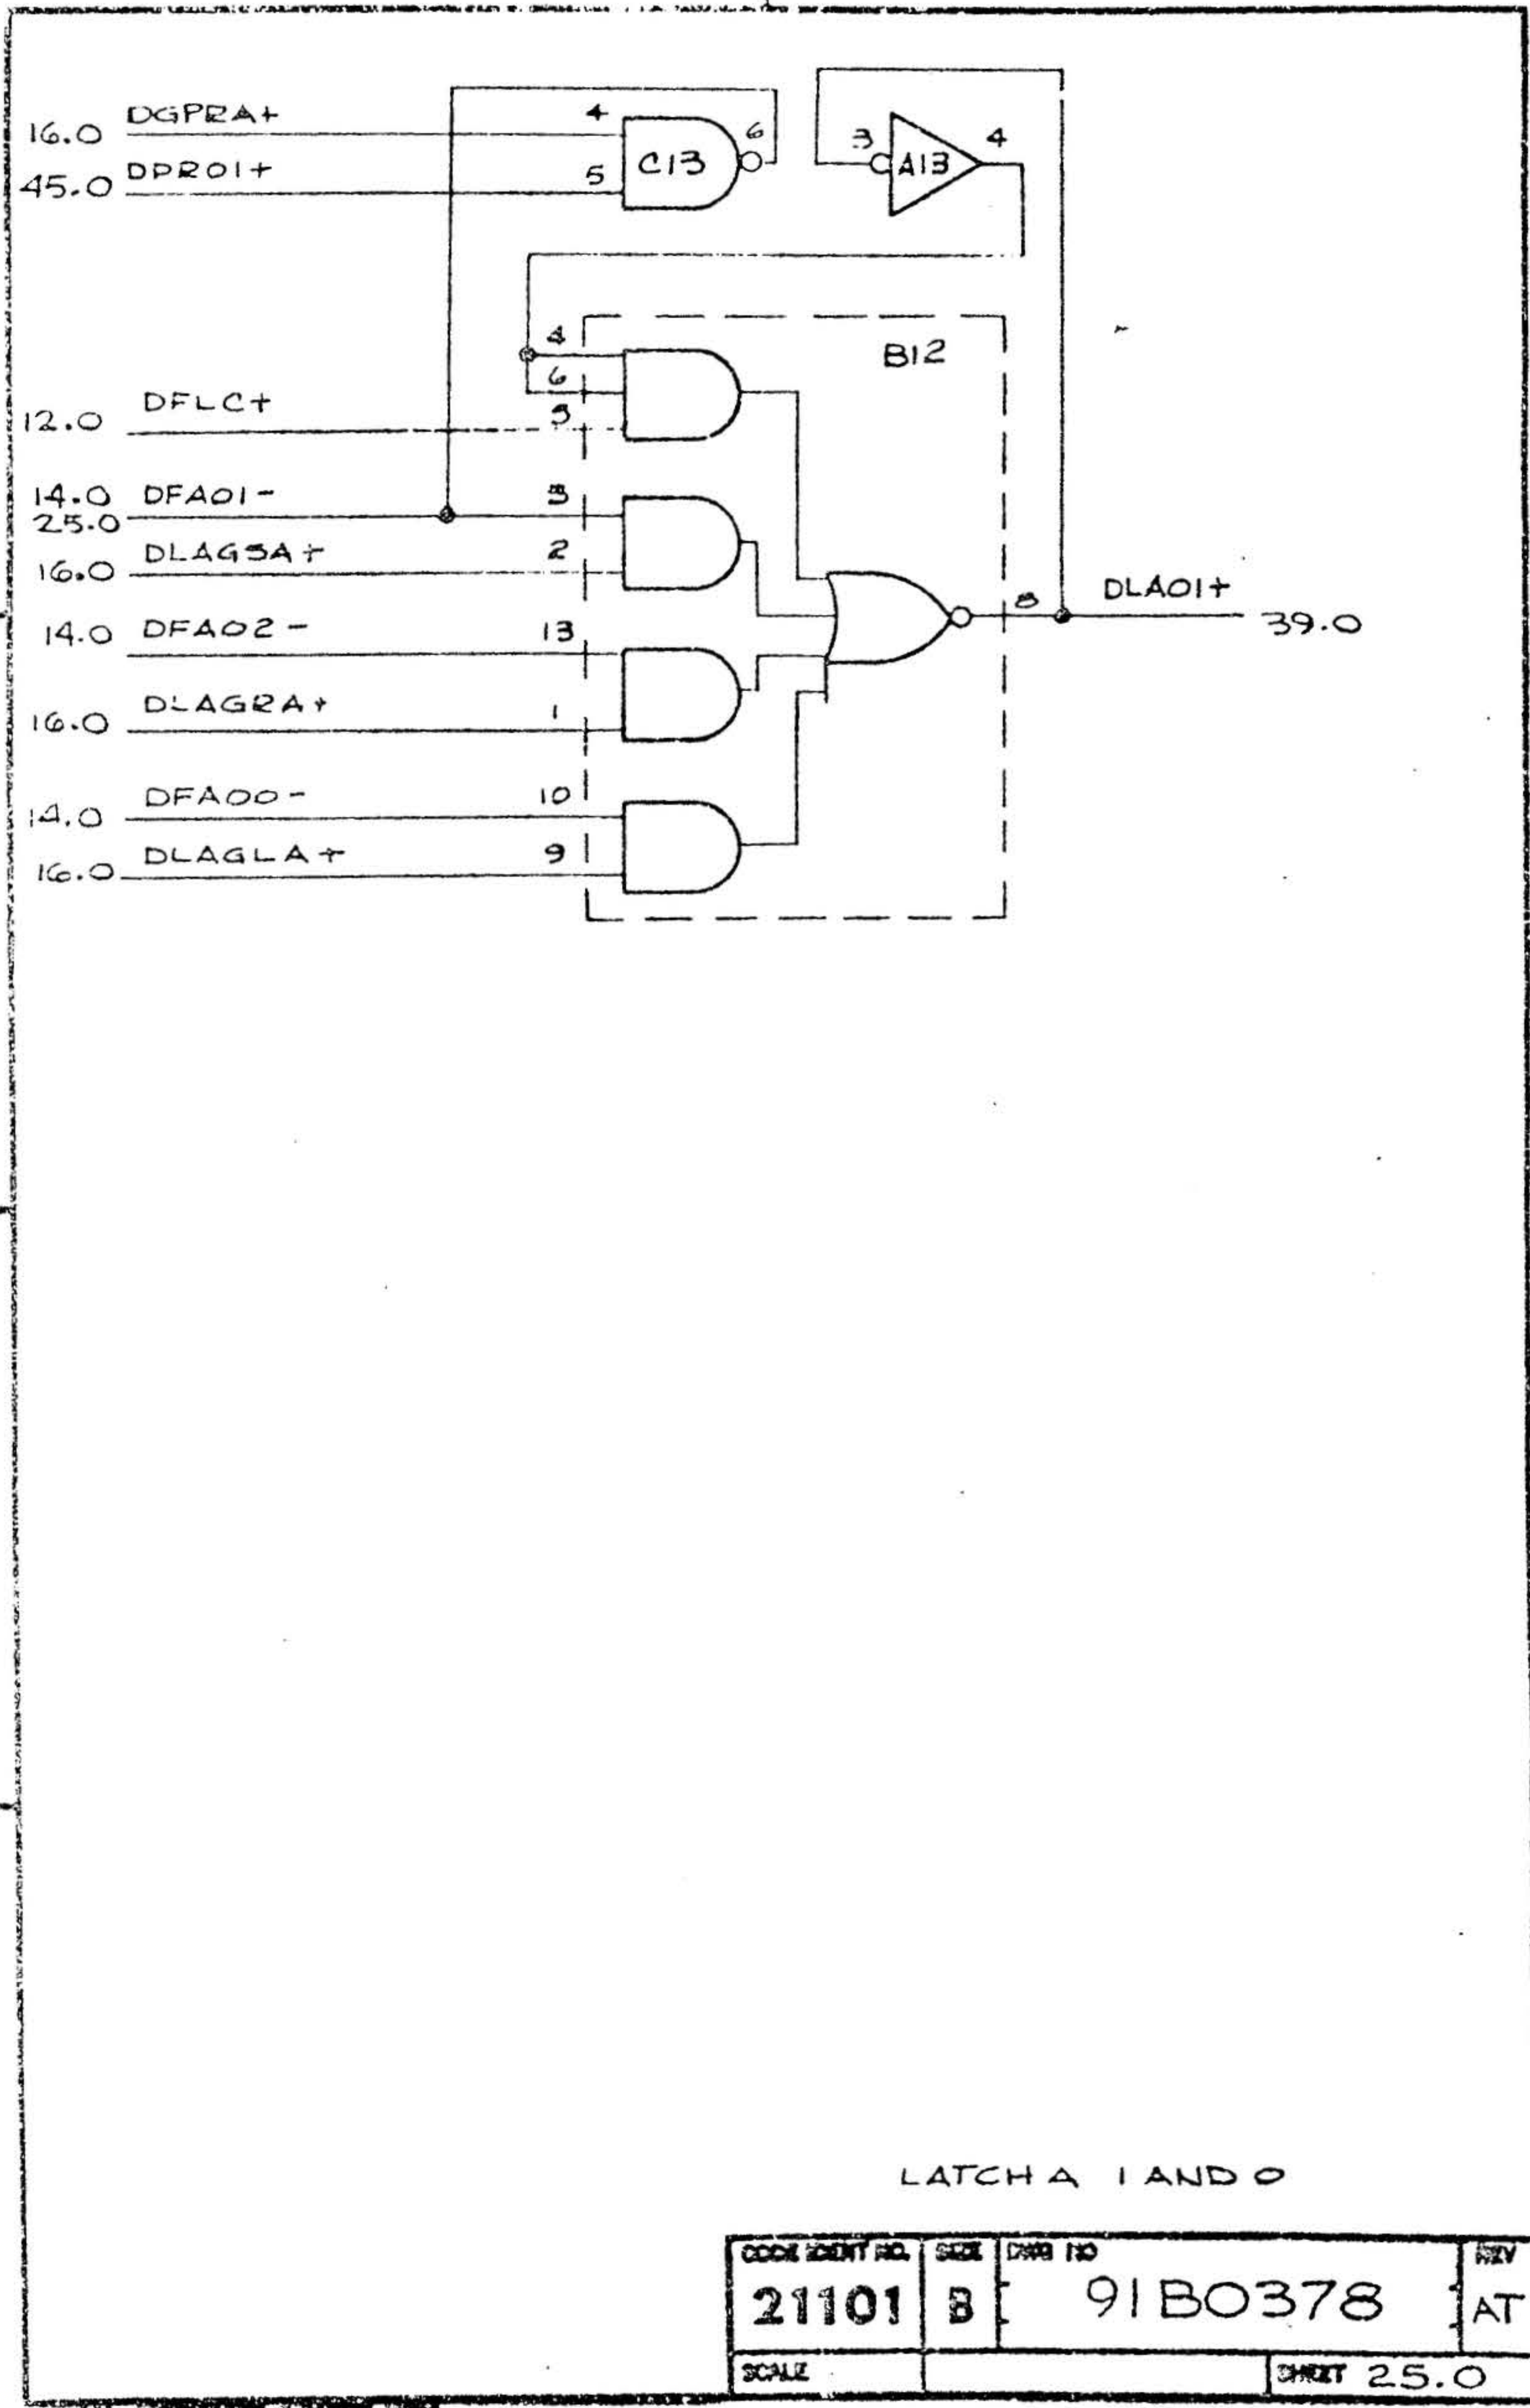 16.0 DGPRA+ 4
45.0 DPR01+ 5
C13 6
3 A13 4
B12
4
6
12.0 DFLC+ 5
14.0 DFA01- 3
25.0
16.0 DLAGSA+ 2
14.0 DFA02- 13
16.0 DLAGRA+ 1
14.0 DFA00- 10
16.0 DLAGLA+ 9
8 DLA01+ 39.0
LATCH A 1 AND 0
CODE IDENT NO. SIZE DWG NO REV
21101 B 91B0378 AT
SCALE SHEET 25.0